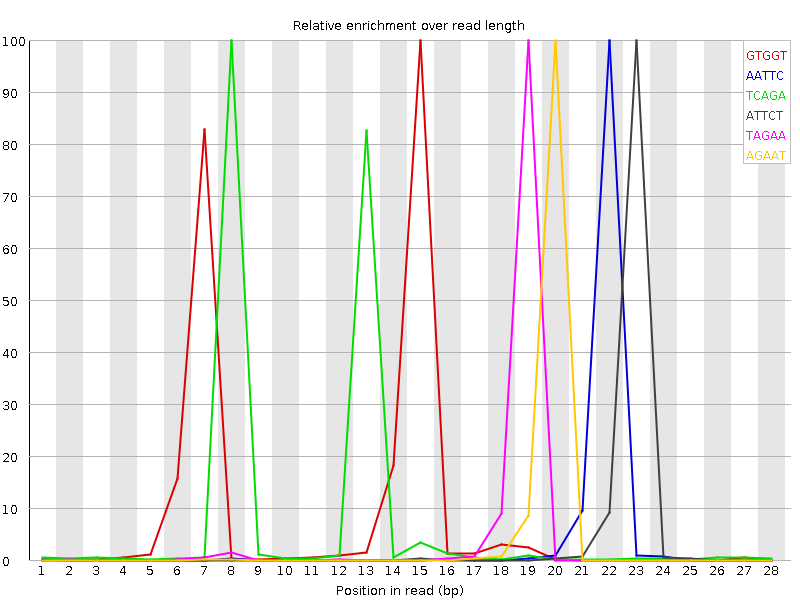 Relative enrichment over read length
100
90
80
70
60
50
40
30
20
10
0
GTGGT
AATTC
TCAGA
ATTCT
TAGAA
AGAAT
1 2 3 4 5 6 7 8 9 10 11 12 13 14 15 16 17 18 19 20 21 22 23 24 25 26 27 28
Position in read (bp)